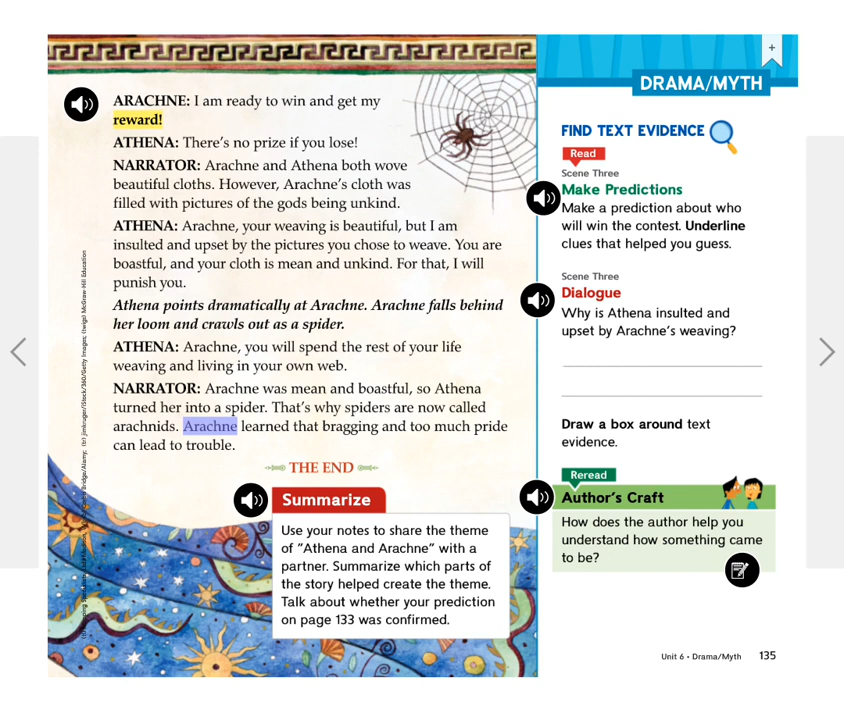 ARACHNE: I am ready to win and get my
reward!
ATHENA: There's no prize if you lose!
NARRATOR: Arachne and Athena both wove
beautiful cloths. However, Arachne's cloth was
filled with pictures of the gods being unkind.
ATHENA: Arachne, your weaving is beautiful, but I am
insulted and upset by the pictures you chose to weave. You are
boastful, and your cloth is mean and unkind. For that, I will
punish you.
Athena points dramatically at Arachne. Arachne falls behind
her loom and crawls out as a spider.
ATHENA: Arachne, you will spend the rest of your life
weaving and living in your own web.
NARRATOR: Arachne was mean and boastful, so Athena
turned her into a spider. That's why spiders are now called
arachnids. Arachne learned that bragging and too much pride
can lead to trouble.
THE END
Summarize
Use your notes to share the theme
of "Athena and Arachne" with a
partner. Summarize which parts of
the story helped create the theme.
Talk about whether your prediction
on page 133 was confirmed.
+
DRAMA/MYTH
FIND TEXT EVIDENCE
Read
Scene Three
Make Predictions
Make a prediction about who
will win the contest. Underline
clues that helped you guess.
Scene Three
Dialogue
Why is Athena insulted and
upset by Arachne's weaving?
Draw a box around text
evidence.
Reread
Author's Craft
How does the author help you
understand how something came
to be?
Unit 6 • Drama/Myth 135